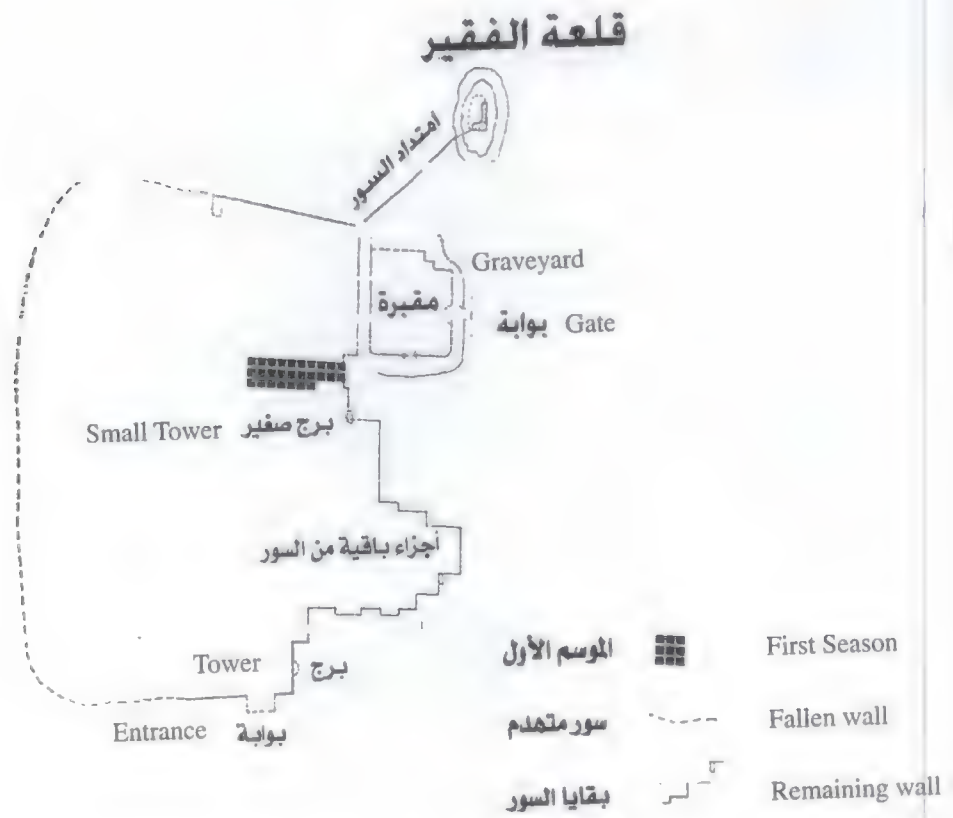 قلعة الفقير
امتداد السور
Graveyard
مقبرة
بوابة Gate
Small Tower برج صغير
أجزاء باقية من السور
Tower برج
Entrance بوابة
الموسم الأول First Season
سور متهدم Fallen wall
بقايا السور Remaining wall